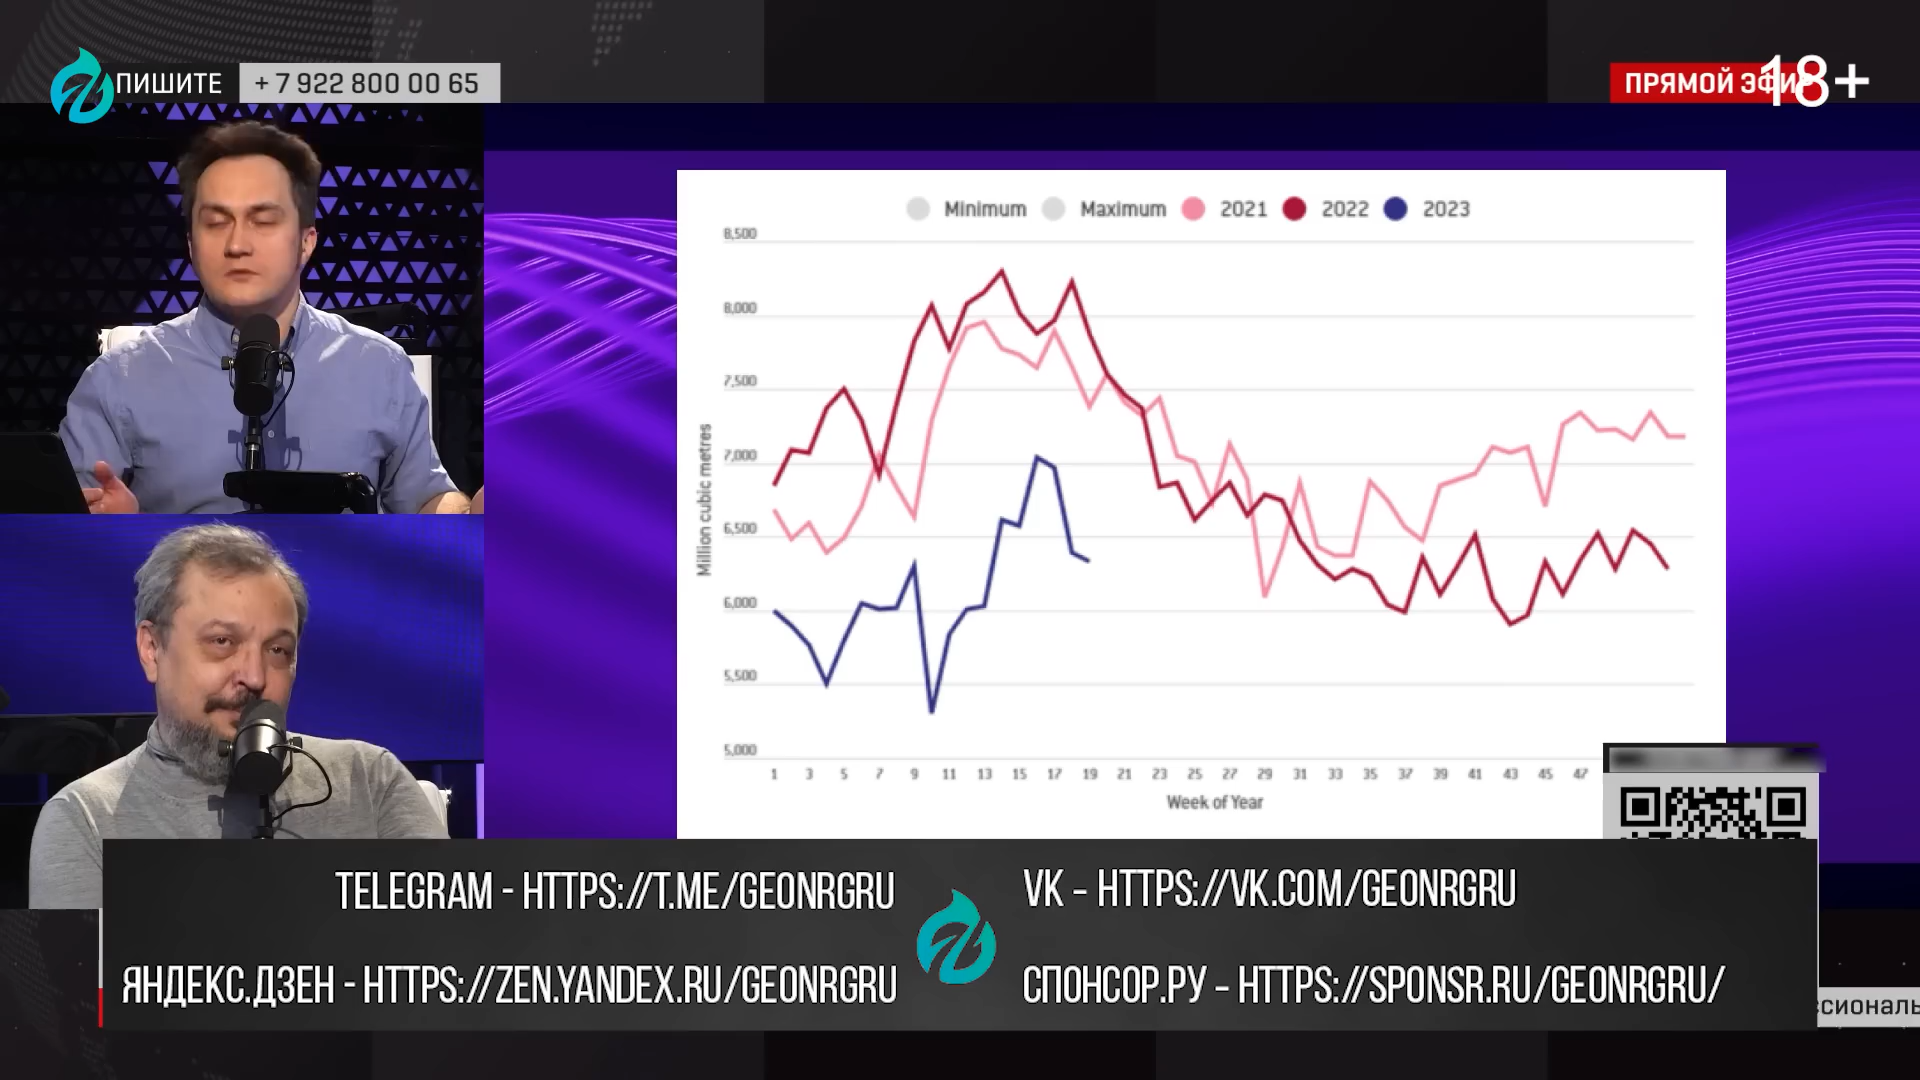 ПИШИТЕ
+ 7 922 800 00 65
ПРЯМОЙ ЭФИР
18+
Minimum Maximum 2021 2022 2023
8,500
8,000
7,500
7,000
6,500
6,000
5,500
5,000
Million cubic metres
1 3 5 7 9 11 13 15 17 19 21 23 25 27 29 31 33 35 37 39 41 43 45 47
Week of Year
TELEGRAM - HTTPS://T.ME/GEONRGRU
VK - HTTPS://VK.COM/GEONRGRU
ЯНДЕКС.ДЗЕН - HTTPS://ZEN.YANDEX.RU/GEONRGRU
СПОНСОР.РУ - HTTPS://SPONSR.RU/GEONRGRU/